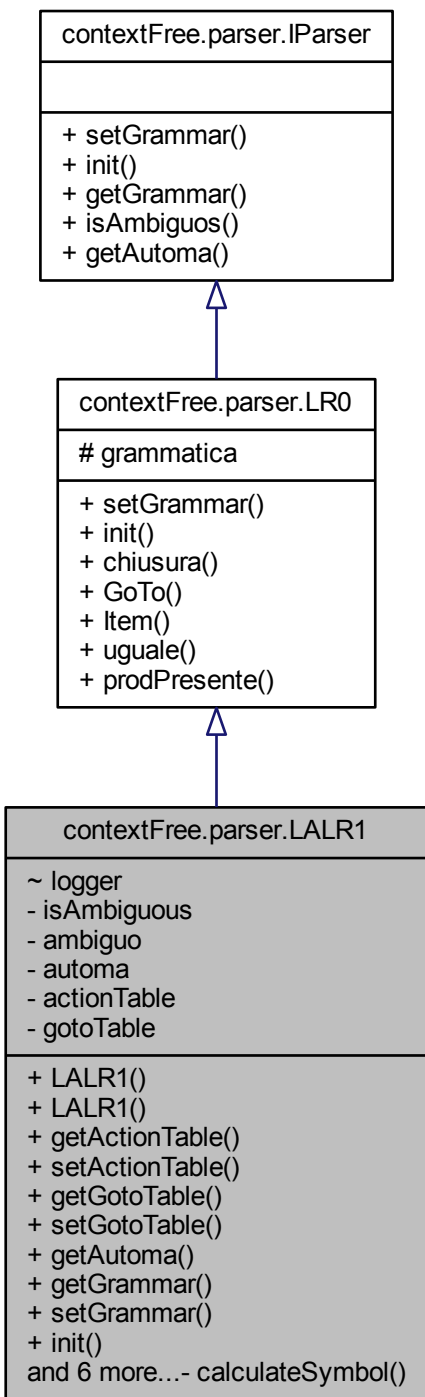 contextFree.parser.IParser
+ setGrammar()
+ init()
+ getGrammar()
+ isAmbiguos()
+ getAutoma()
contextFree.parser.LR0
# grammatica
+ setGrammar()
+ init()
+ chiusura()
+ GoTo()
+ Item()
+ uguale()
+ prodPresente()
contextFree.parser.LALR1
~ logger
- isAmbiguous
- ambiguo
- automa
- actionTable
- gotoTable
+ LALR1()
+ LALR1()
+ getActionTable()
+ setActionTable()
+ getGotoTable()
+ setGotoTable()
+ getAutoma()
+ getGrammar()
+ setGrammar()
+ init()
and 6 more...- calculateSymbol()